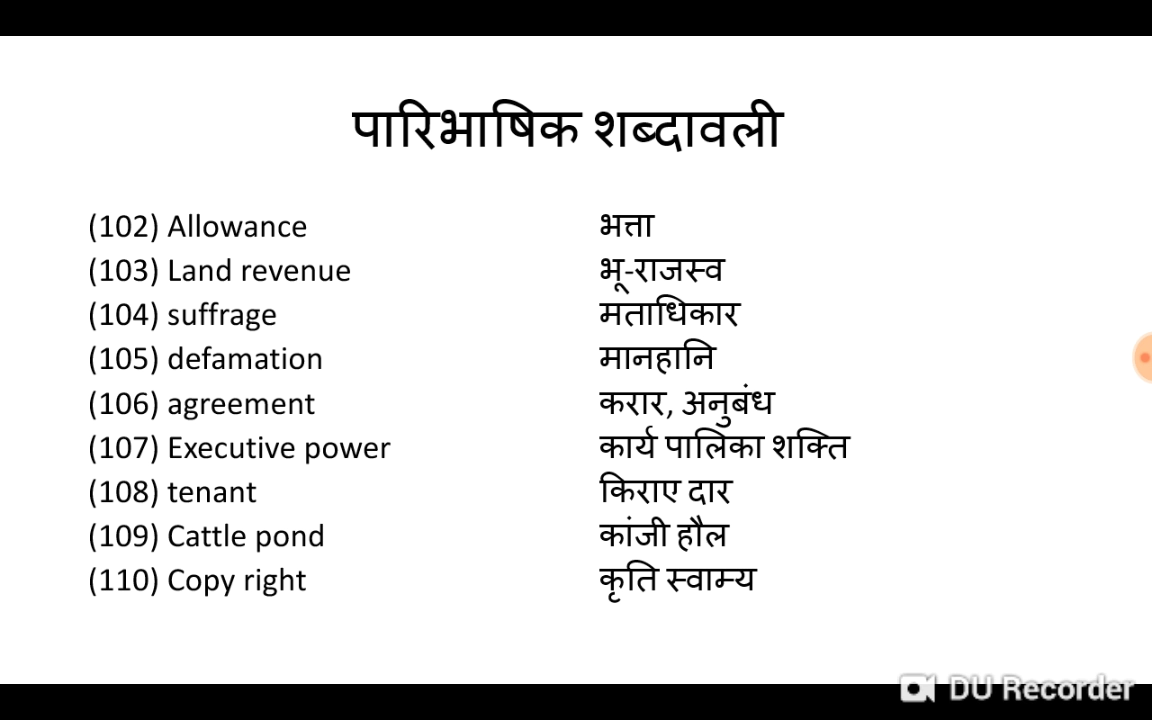 पारिभाषिक शब्दावली
(102) Allowance भत्ता
(103) Land revenue भू-राजस्व
(104) suffrage मताधिकार
(105) defamation मानहानि
(106) agreement करार, अनुबंध
(107) Executive power कार्य पालिका शक्ति
(108) tenant किराए दार
(109) Cattle pond कांजी हौल
(110) Copy right कृति स्वाम्य
DU Recorder